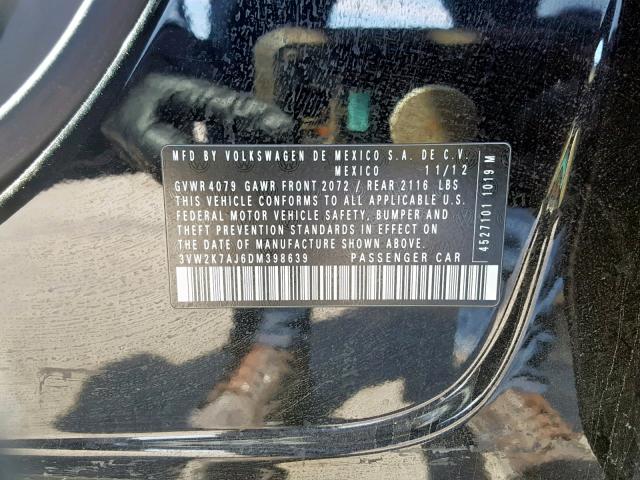 MFD BY VOLKSWAGEN DE MEXICO S.A. DE C.V.
MEXICO 11/12
GVWR 4079 GAWR FRONT 2072 / REAR 2116 LBS
THIS VEHICLE CONFORMS TO ALL APPLICABLE U.S.
FEDERAL MOTOR VEHICLE SAFETY, BUMPER AND
THEFT PREVENTION STANDARDS IN EFFECT ON
THE DATE OF MANUFACTURE SHOWN ABOVE.
3VW2K7AJ6DM398639 PASSENGER CAR
4527101 1019 M